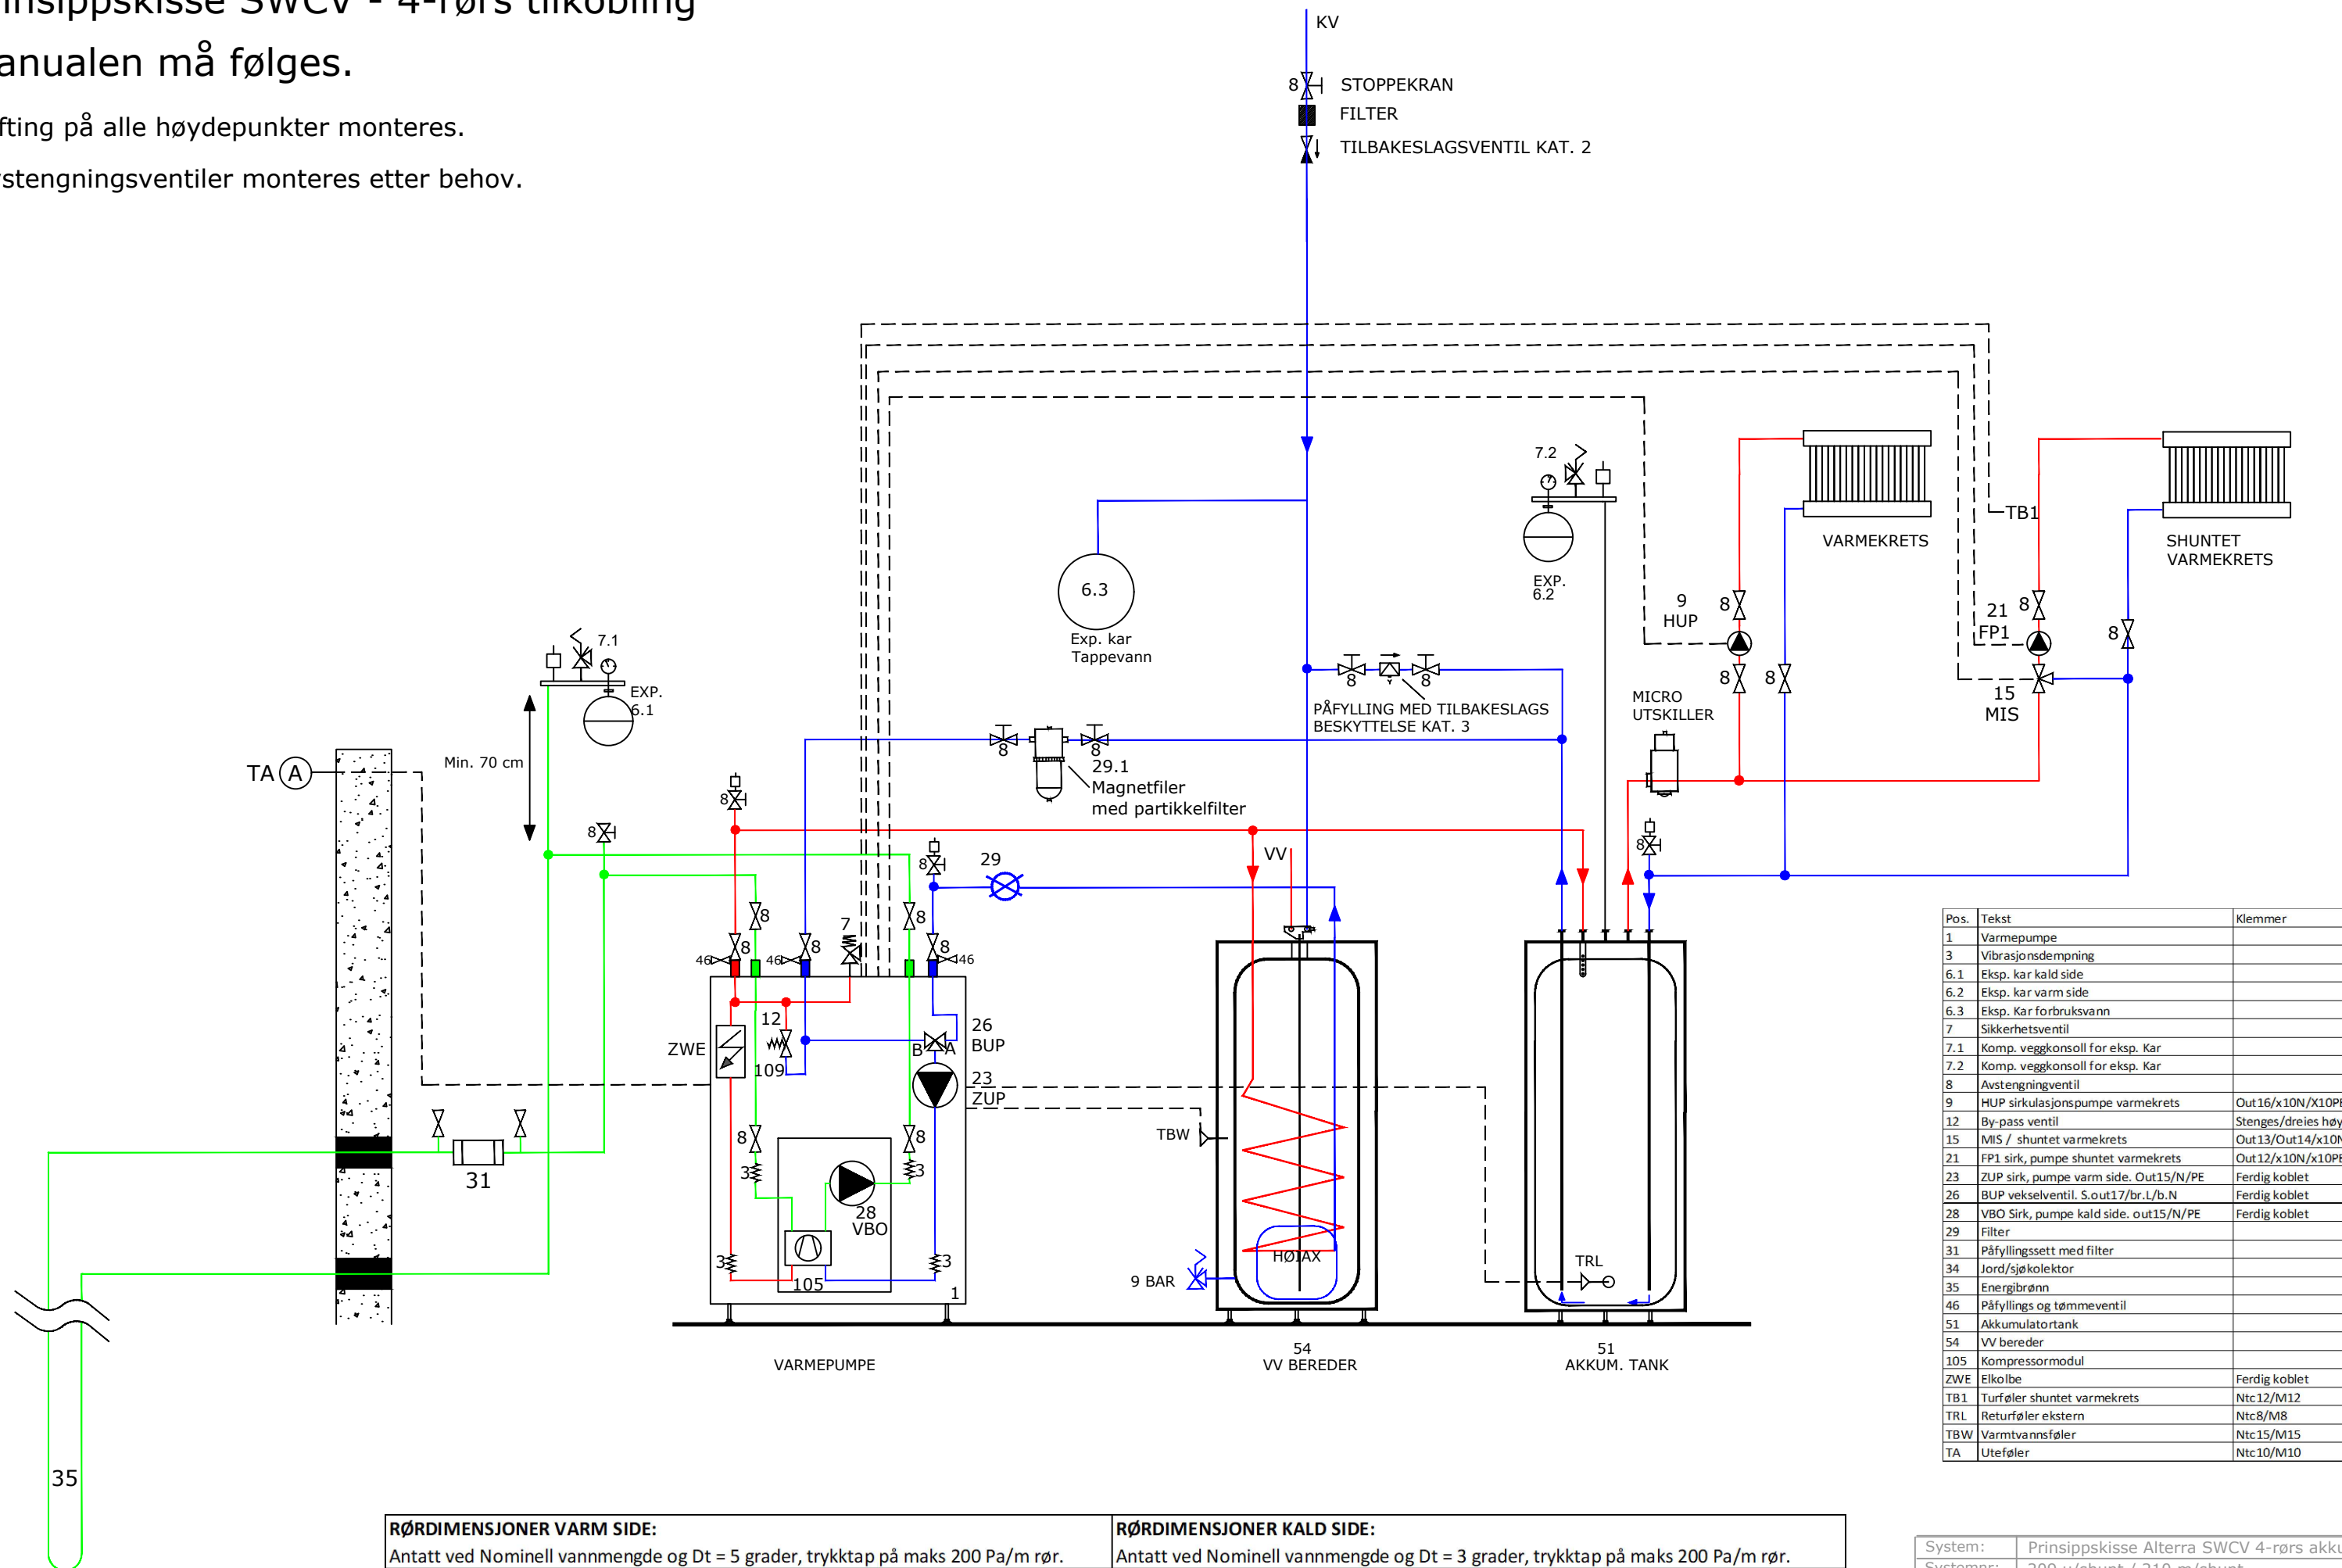 insippskisse SWCV - 4-rørs tilkobling
anualen må følges.
fting på alle høydepunkter monteres.
stengningsventiler monteres etter behov.
KV
8 STOPPEKRAN
FILTER
TILBAKESLAGSVENTIL KAT. 2
7.2
EXP.
6.2
6.3
Exp. kar
Tappevann
VARMEKRETS
TB1
SHUNTET
VARMEKRETS
9
HUP
8
8
8
21
FP1
8
8
15
MIS
7.1
EXP.
6.1
Min. 70 cm
8
8
PÅFYLLING MED TILBAKESLAGS
BESKYTTELSE KAT. 3
MICRO
UTSKILLER
TA A
8
8
29.1
Magnetfiler
med partikkelfilter
8
8
8
29
VV
8
8
8
7
8
8
8
46
46
46
12
ZWE
109
B A
26
BUP
23
ZUP
TBW
8
8
3
3
28
VBO
3
3
105
1
31
9 BAR
HØIAX
TRL
35
VARMEPUMPE
54
VV BEREDER
51
AKKUM. TANK
Pos. Tekst Klemmer
1 Varmepumpe
3 Vibrasjonsdempning
6.1 Eksp. kar kald side
6.2 Eksp. kar varm side
6.3 Eksp. Kar forbruksvann
7 Sikkerhetsventil
7.1 Komp. veggkonsoll for eksp. Kar
7.2 Komp. veggkonsoll for eksp. Kar
8 Avstengningventil
9 HUP sirkulasjonspumpe varmekrets Out16/x10N/X10PE
12 By-pass ventil Stenges/dreies høy
15 MIS / shuntet varmekrets Out13/Out14/x10N
21 FP1 sirk, pumpe shuntet varmekrets Out12/x10N/x10PE
23 ZUP sirk, pumpe varm side. Out15/N/PE Ferdig koblet
26 BUP vekselventil. S.out17/br.L/b.N Ferdig koblet
28 VBO Sirk, pumpe kald side. out15/N/PE Ferdig koblet
29 Filter
31 Påfyllingssett med filter
34 Jord/sjøkolektor
35 Energibrønn
46 Påfyllings og tømmeventil
51 Akkumulatortank
54 VV bereder
105 Kompressormodul
ZWE Elkolbe Ferdig koblet
TB1 Turføler shuntet varmekrets Ntc12/M12
TRL Returføler ekstern Ntc8/M8
TBW Varmtvannsføler Ntc15/M15
TA Uteføler Ntc10/M10
RØRDIMENSJONER VARM SIDE:
Antatt ved Nominell vannmengde og Dt = 5 grader, trykktap på maks 200 Pa/m rør.
RØRDIMENSJONER KALD SIDE:
Antatt ved Nominell vannmengde og Dt = 3 grader, trykktap på maks 200 Pa/m rør.
System: Prinsippskisse Alterra SWCV 4-rørs akku